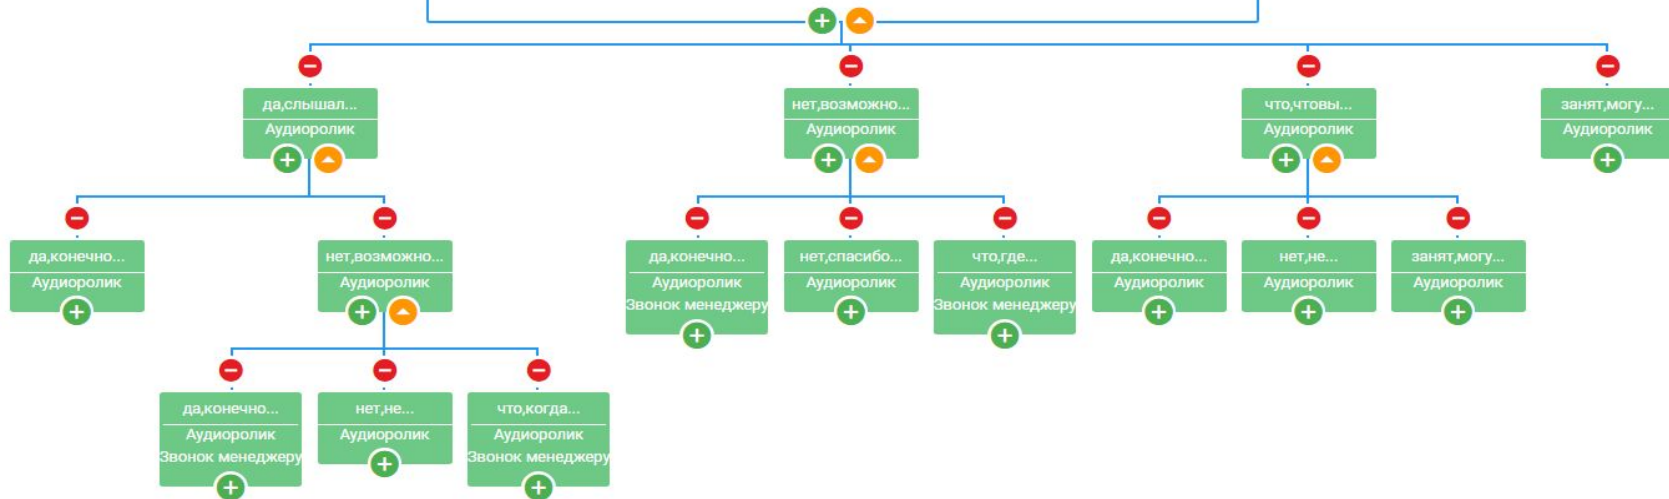 да,слышал...
Аудиоролик
нет,возможно...
Аудиоролик
что,чтовы...
Аудиоролик
занят,могу...
Аудиоролик
да,конечно...
Аудиоролик
нет,возможно...
Аудиоролик
да,конечно...
Аудиоролик
Звонок менеджеру
нет,спасибо...
Аудиоролик
что,где...
Аудиоролик
Звонок менеджеру
да,конечно...
Аудиоролик
нет,не...
Аудиоролик
занят,могу...
Аудиоролик
да,конечно...
Аудиоролик
Звонок менеджеру
нет,не...
Аудиоролик
что,когда...
Аудиоролик
Звонок менеджеру